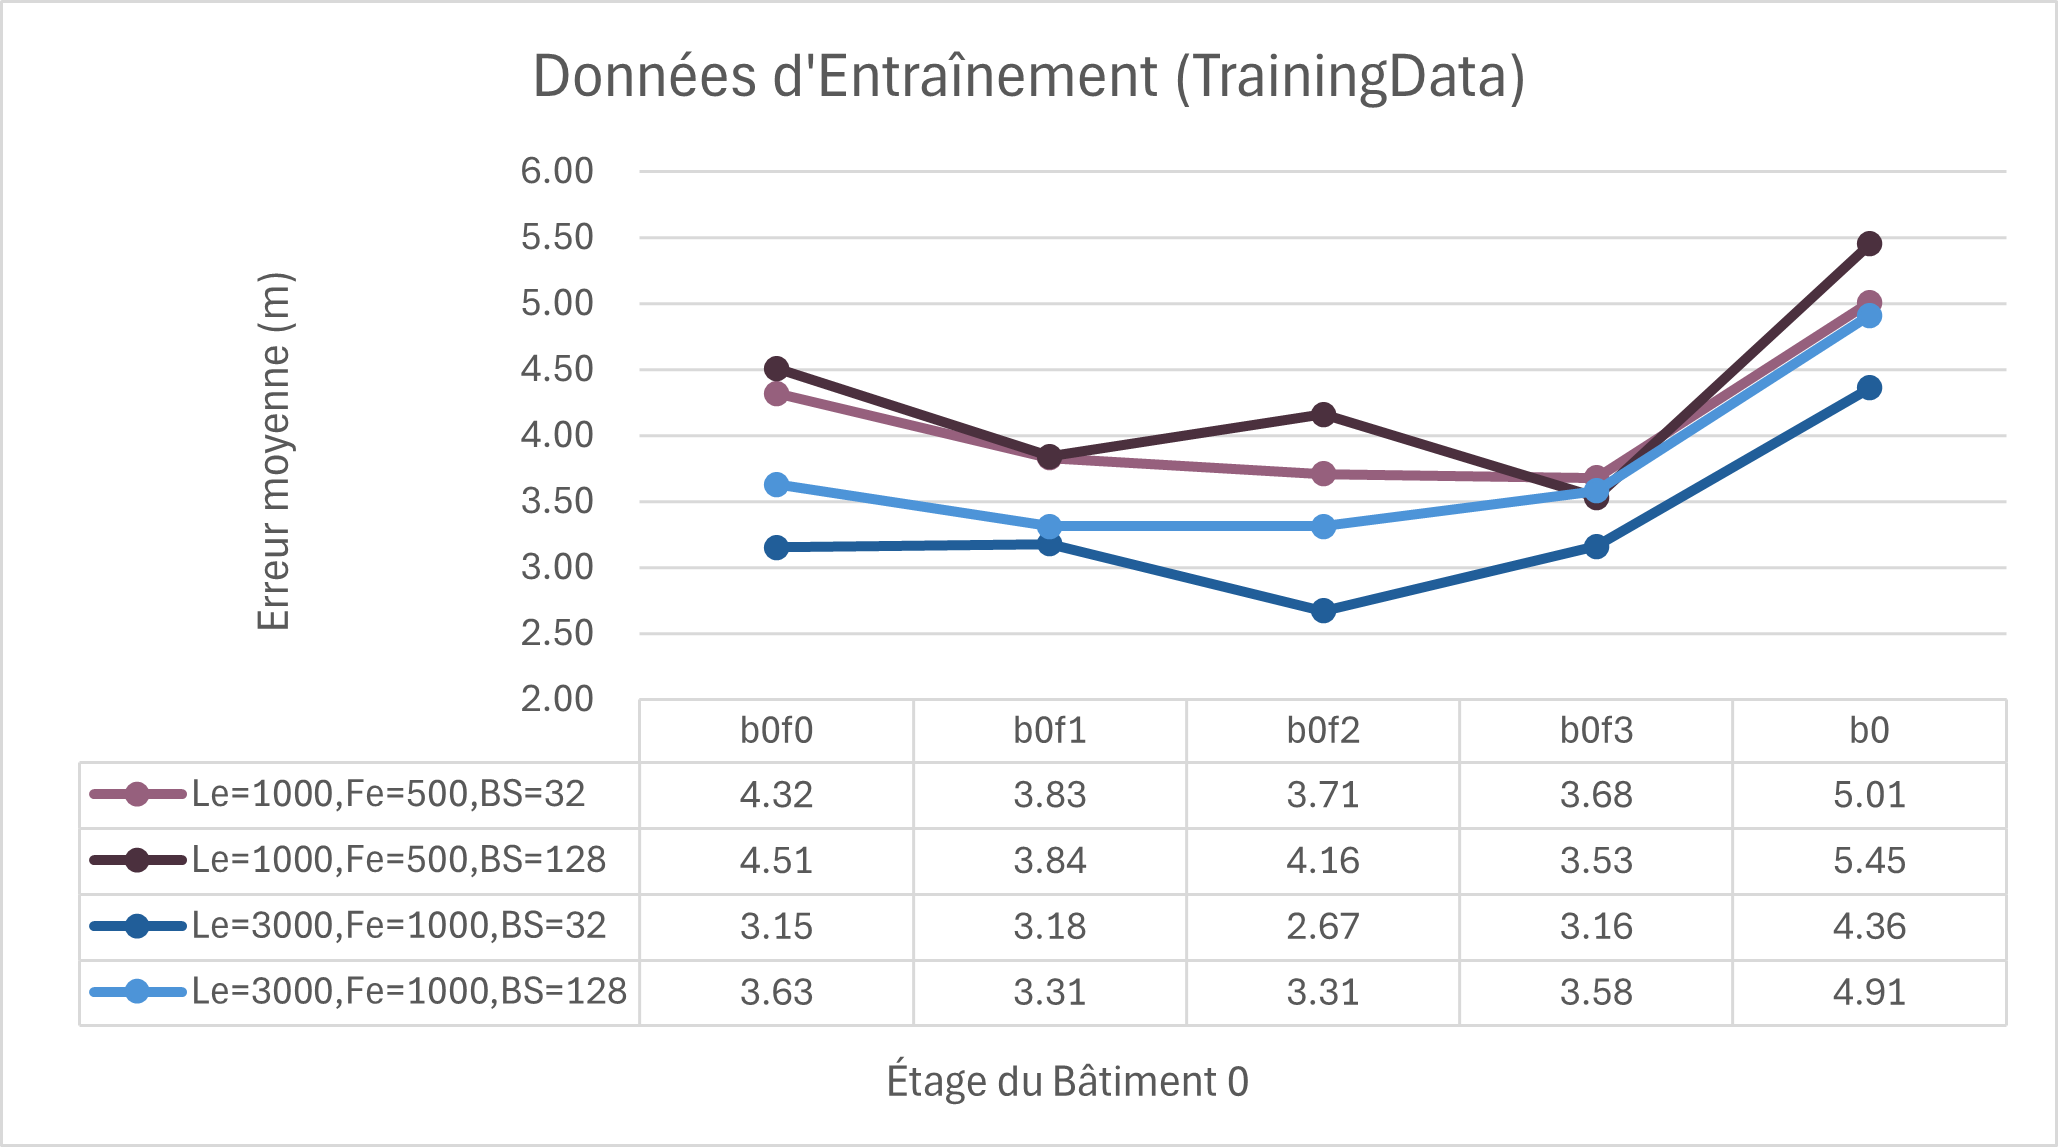 Données d'Entraînement (TrainingData)
Erreur moyenne (m)
6.00
5.50
5.00
4.50
4.00
3.50
3.00
2.50
2.00
b0f0 b0f1 b0f2 b0f3 b0
Le=1000,Fe=500,BS=32 4.32 3.83 3.71 3.68 5.01
Le=1000,Fe=500,BS=128 4.51 3.84 4.16 3.53 5.45
Le=3000,Fe=1000,BS=32 3.15 3.18 2.67 3.16 4.36
Le=3000,Fe=1000,BS=128 3.63 3.31 3.31 3.58 4.91
Étage du Bâtiment 0